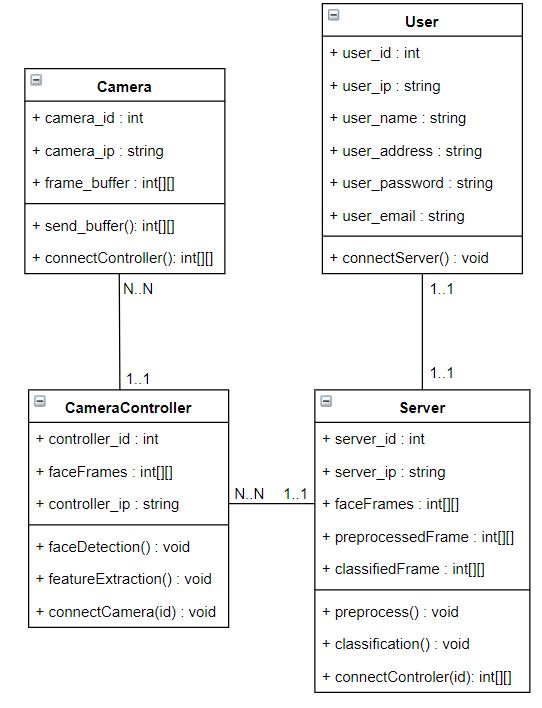 User
+ user_id : int
+ user_ip : string
+ user_name : string
+ user_address : string
+ user_password : string
+ user_email : string
+ connectServer() : void
Camera
+ camera_id : int
+ camera_ip : string
+ frame_buffer : int[][]
+ send_buffer(): int[][]
+ connectController(): int[][]
N..N
1..1
1..1
1..1
CameraController
+ controller_id : int
+ faceFrames : int[][]
+ controller_ip : string
+ faceDetection() : void
+ featureExtraction() : void
+ connectCamera(id) : void
N..N
1..1
Server
+ server_id : int
+ server_ip : string
+ faceFrames : int[][]
+ preprocessedFrame : int[][]
+ classifiedFrame : int[][]
+ preprocess() : void
+ classification() : void
+ connectControler(id): int[][]